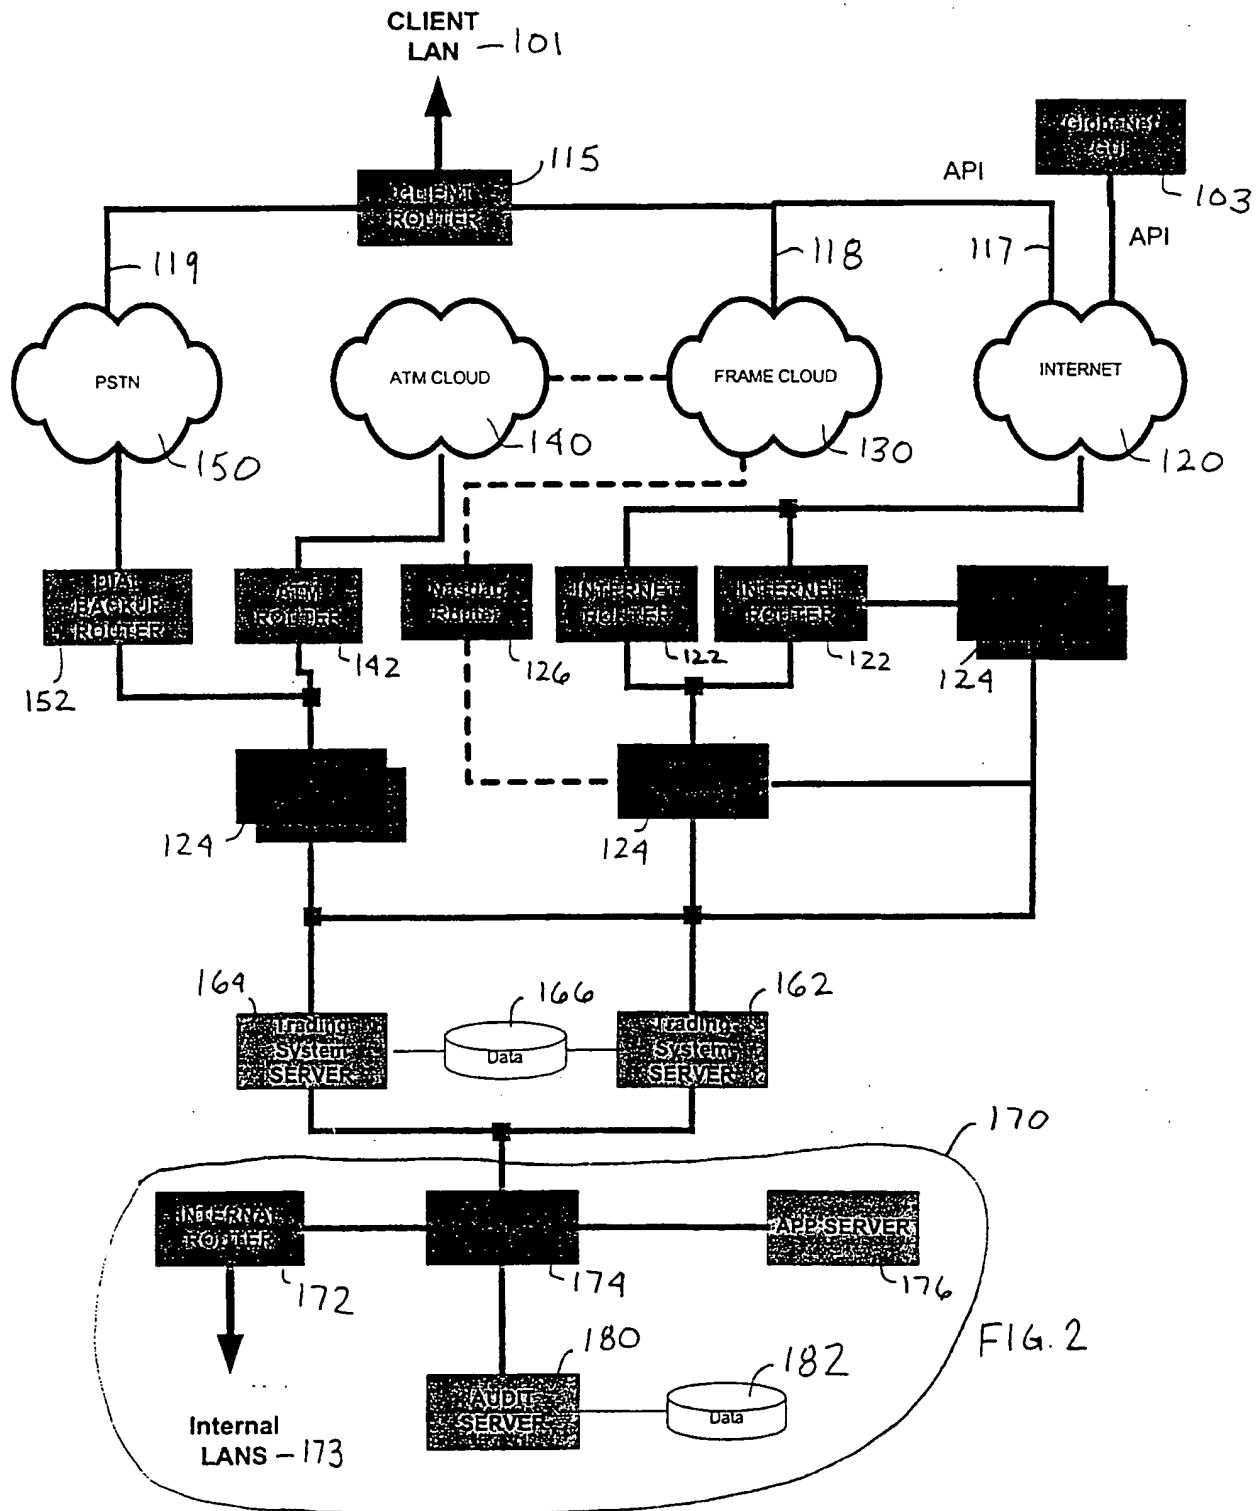 CLIENT
LAN - 101
GlobeNet
GUI
103
115
CLIENT
ROUTER
API
API
119
118
117
PSTN
ATM CLOUD
FRAME CLOUD
INTERNET
150
140
130
120
DIAL
BACKUP
ROUTER
ATM
ROUTER
Nasdaq
Router
INTERNET
ROUTER
INTERNET
ROUTER
152
142
126
122
122
124
124
124
164
166
162
Trading
System
SERVER
Data
Trading
System
SERVER
170
INTERNAL
ROUTER
APP SERVER
172
174
176
180
182
FIG. 2
AUDIT
SERVER
Data
Internal
LANS - 173